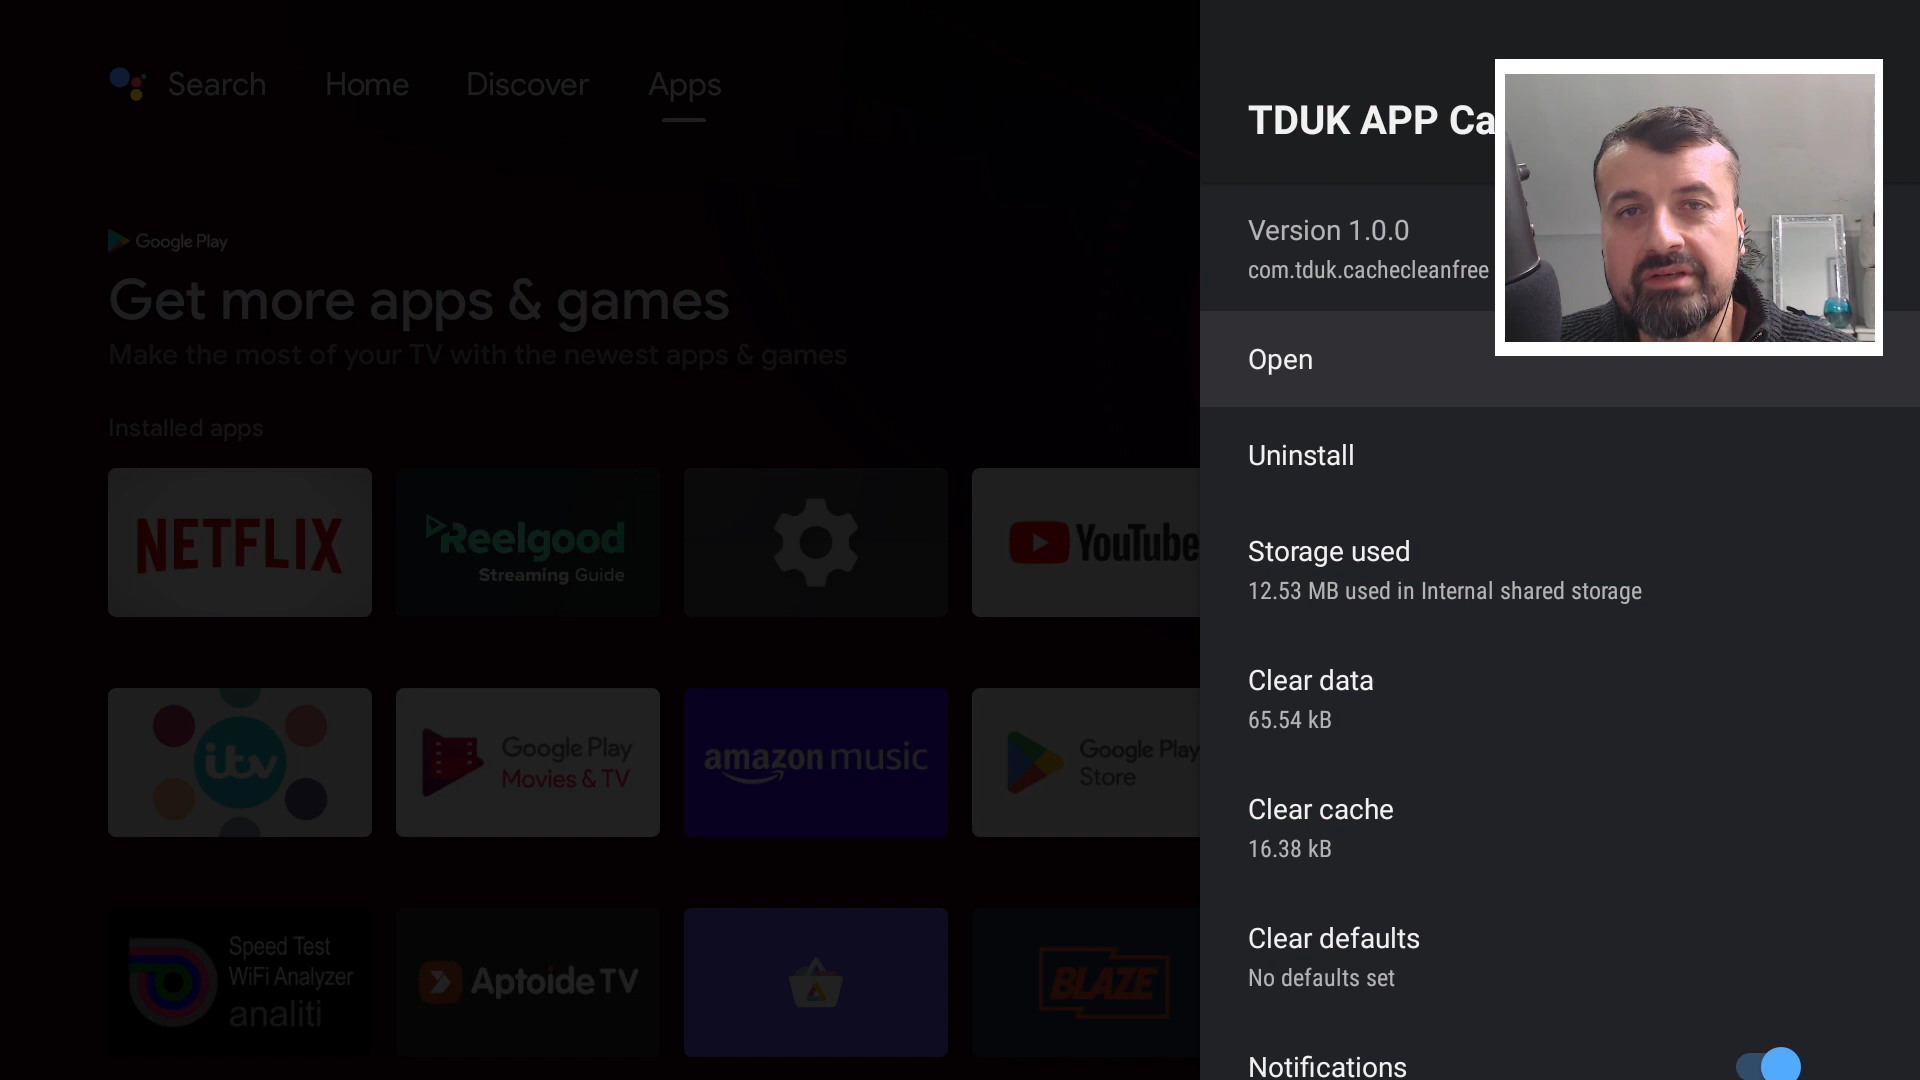 Search Home Discover Apps
Google Play
Get more apps & games
Make the most of your TV with the newest apps & games
Installed apps
NETFLIX
Reelgood
Streaming Guide
YouTube
itv
Google Play
Movies & TV
amazon music
Google Play
Store
Speed Test
WiFi Analyzer
analiti
Aptoide TV
BLAZE
TDUK APP Ca
Version 1.0.0
com.tduk.cachecleanfree
Open
Uninstall
Storage used
12.53 MB used in Internal shared storage
Clear data
65.54 kB
Clear cache
16.38 kB
Clear defaults
No defaults set
Notifications